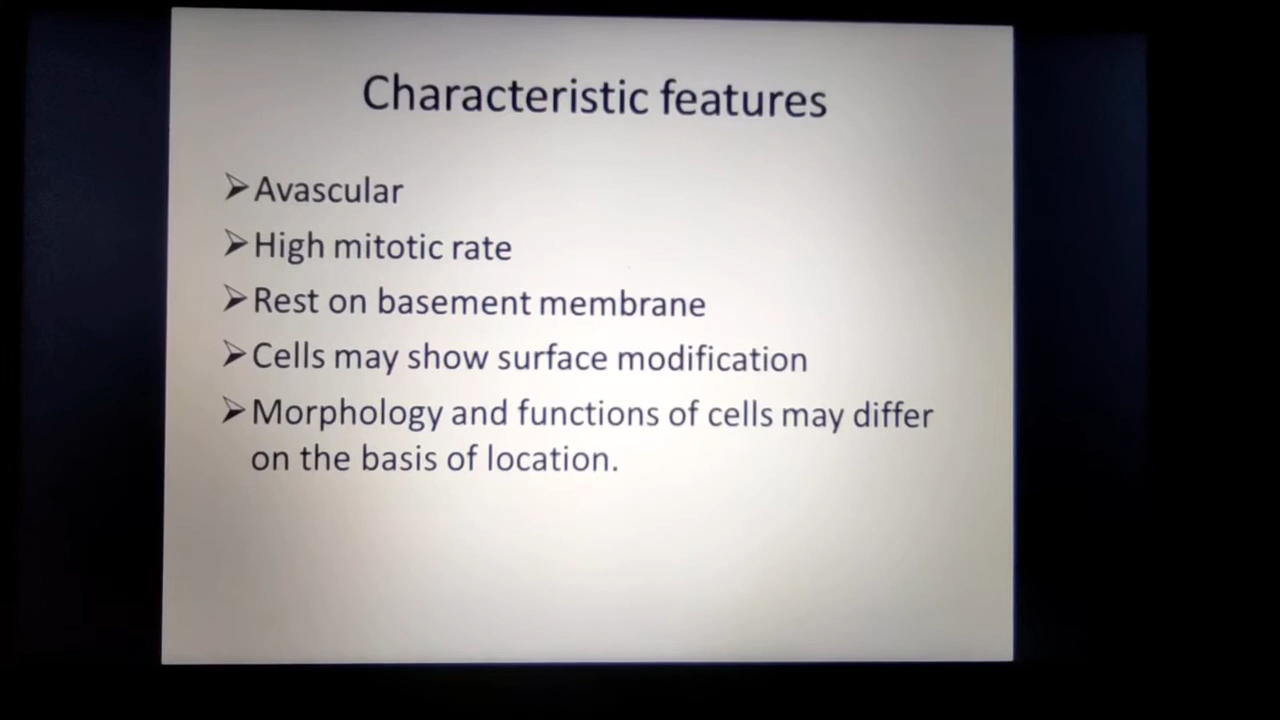 Characteristic features
➢Avascular
➢High mitotic rate
➢Rest on basement membrane
➢Cells may show surface modification
➢Morphology and functions of cells may differ
on the basis of location.